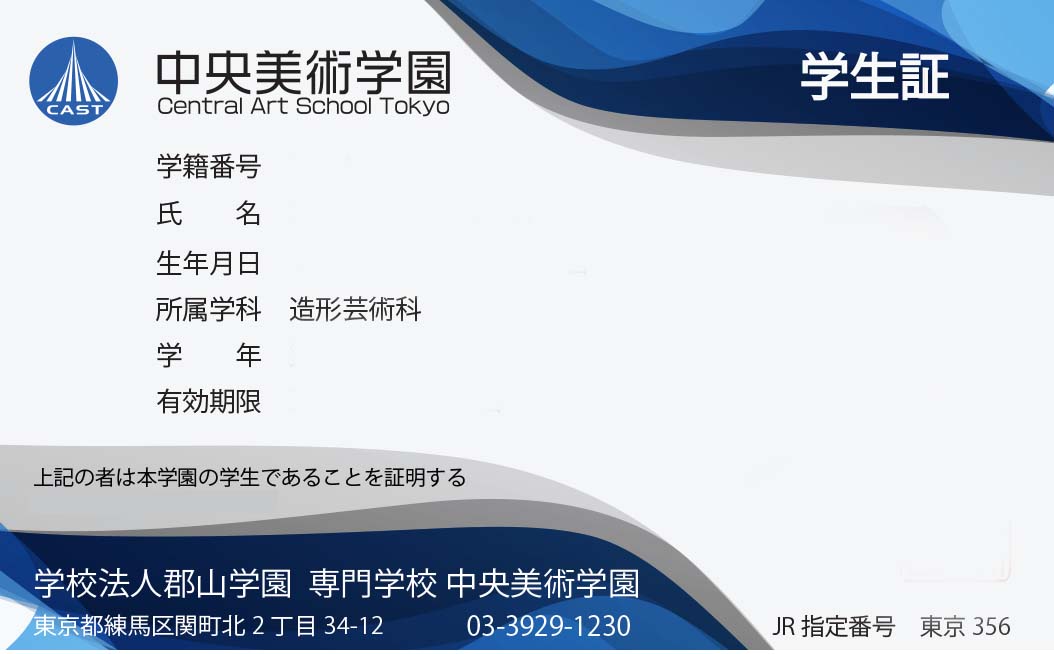 CAST
中央美術学園
Central Art School Tokyo
学生証
学籍番号
氏　　名
生年月日
所属学科　造形芸術科
学　　年
有効期限
上記の者は本学園の学生であることを証明する
学校法人郡山学園 専門学校 中央美術学園
東京都練馬区関町北 2 丁目 34-12　03-3929-1230
JR 指定番号　東京 356